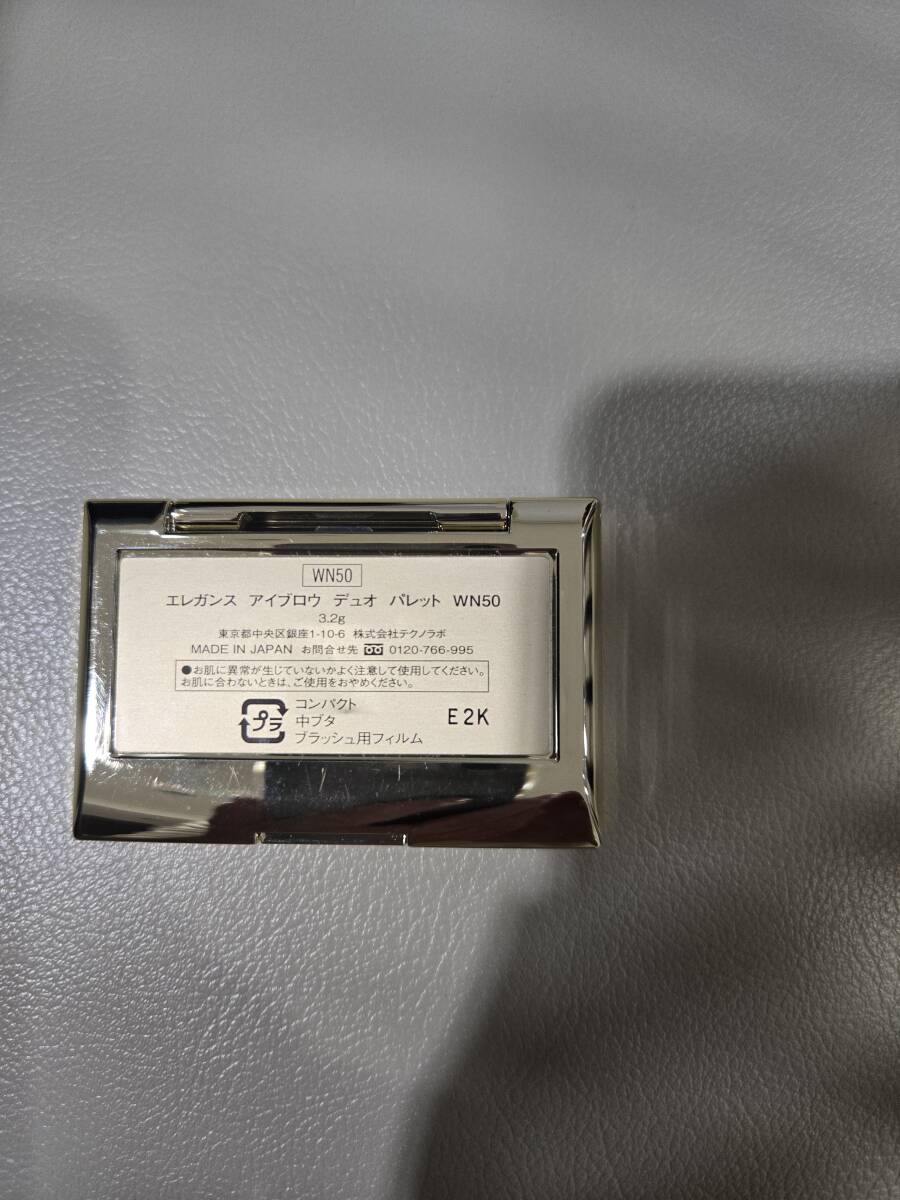 WN50
エレガンス アイブロウ デュオ パレット WN50
3.2g
東京都中央区銀座1-10-6 株式会社テクノラボ
MADE IN JAPAN お問合せ先 0120-766-995
●お肌に異常が生じていないかよく注意して使用してください。
お肌に合わないときは、ご使用をおやめください。
プラ
コンパクト
中ブタ
ブラッシュ用フィルム
E2K